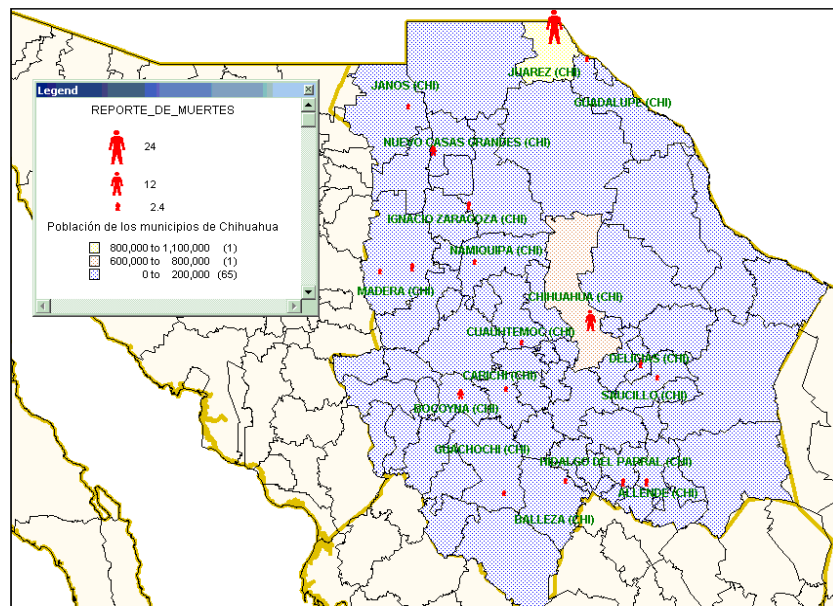 Legend
REPORTE_DE_MUERTES
24
12
2.4
Población de los municipios de Chihuahua
800,000 to 1,100,000 (1)
600,000 to 800,000 (1)
0 to 200,000 (65)
JUAREZ (CHI)
JANOS (CHI)
GUADALUPE (CHI)
NUEVO CASAS GRANDES (CHI)
IGNACIO ZARAGOZA (CHI)
NAMIQUIPA (CHI)
MADERA (CHI)
CHIHUAHUA (CHI)
CUAUHTEMOC (CHI)
DELICIAS (CHI)
CARICHI (CHI)
SAUCILLO (CHI)
BOCOYNA (CHI)
GUACHOCHI (CHI)
HIDALGO DEL PARRAL (CHI)
ALLENDE (CHI)
BALLEZA (CHI)